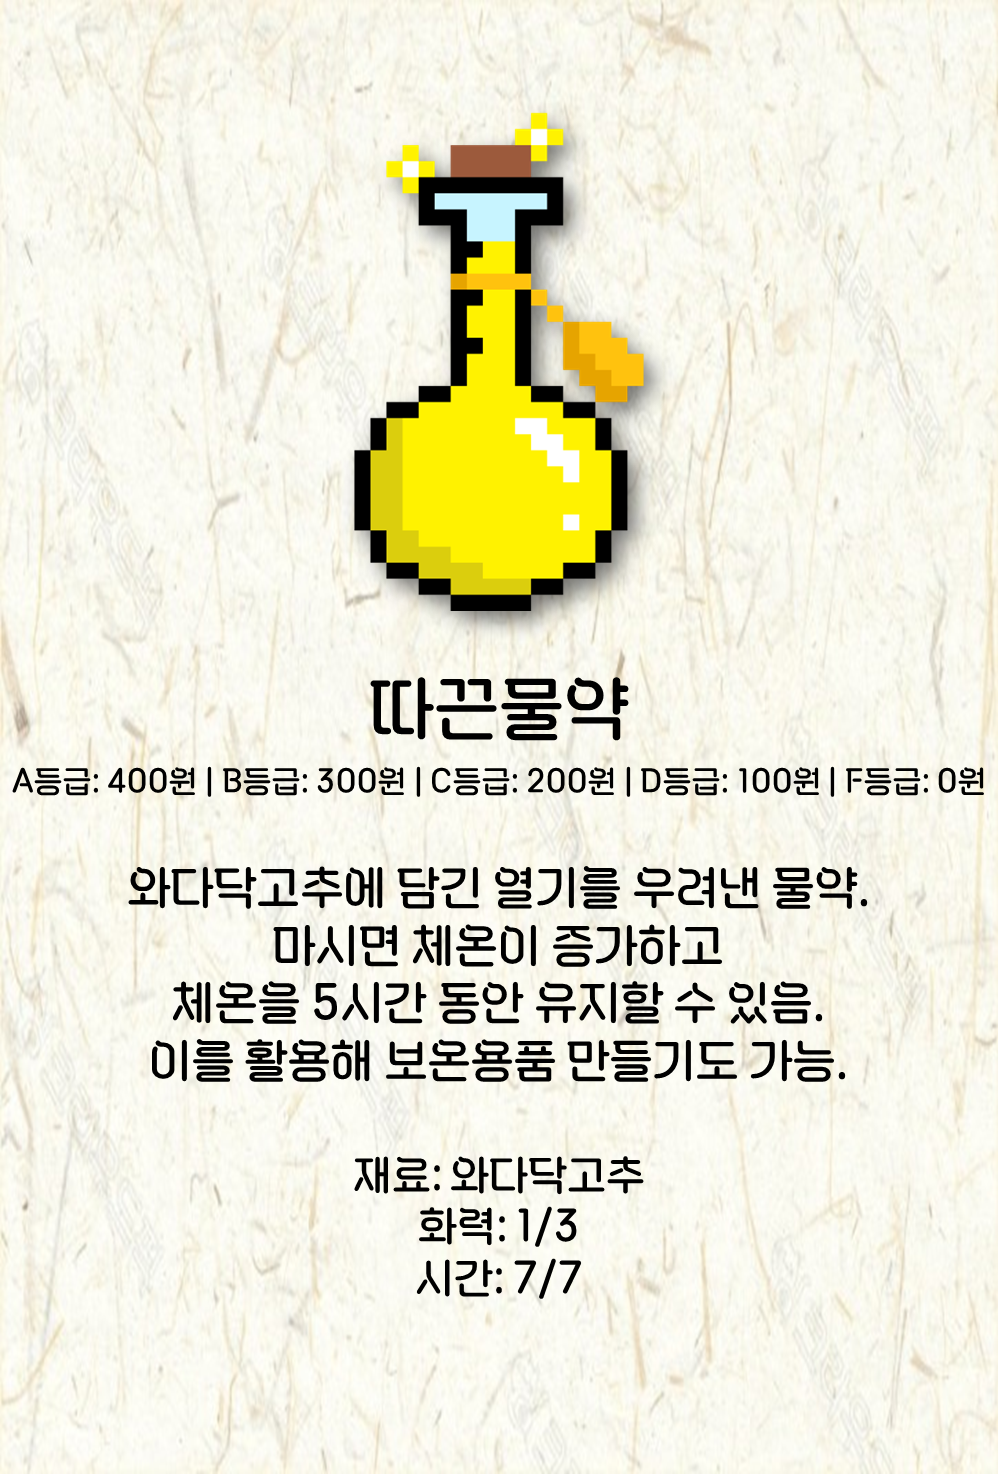 따끈물약
A등급: 400원 | B등급: 300원 | C등급: 200원 | D등급: 100원 | F등급: 0원
와다닥고추에 담긴 열기를 우려낸 물약.
마시면 체온이 증가하고
체온을 5시간 동안 유지할 수 있음.
이를 활용해 보온용품 만들기도 가능.
재료: 와다닥고추
화력: 1/3
시간: 7/7